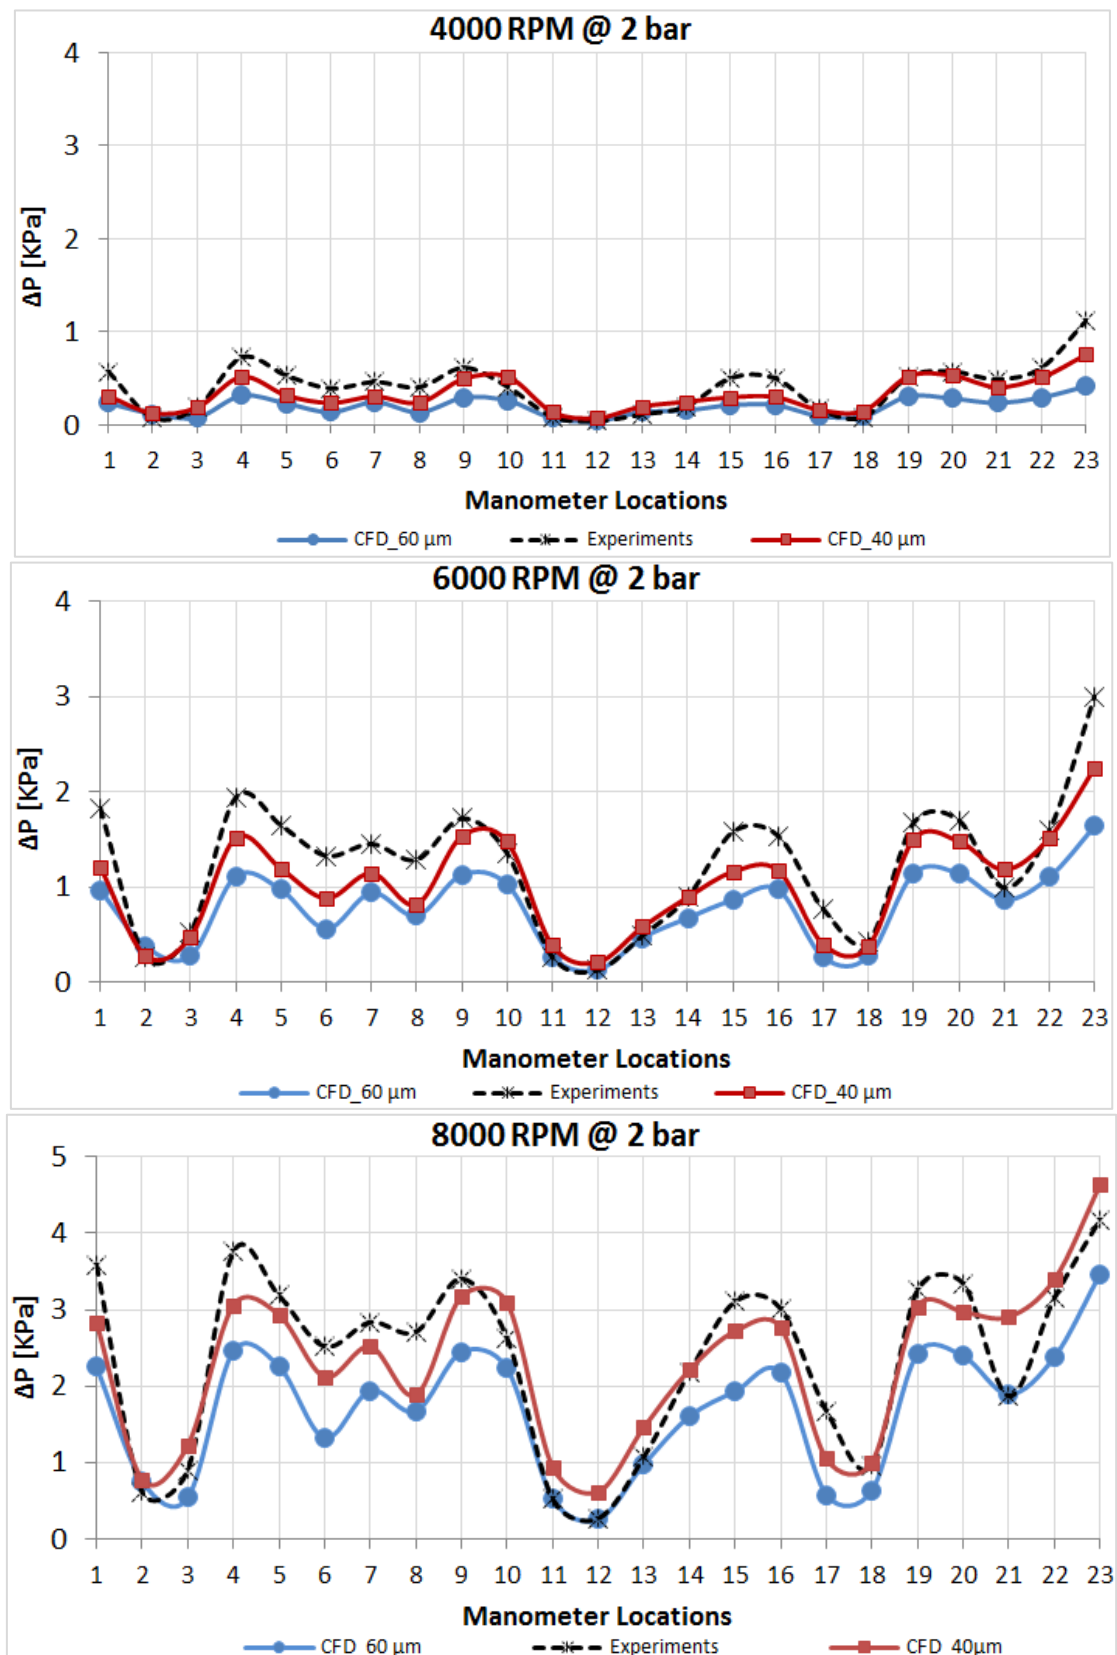 4000 RPM @ 2 bar
4
3
2
1
0
ΔP [KPa]
1 2 3 4 5 6 7 8 9 10 11 12 13 14 15 16 17 18 19 20 21 22 23
Manometer Locations
CFD_60 μm Experiments CFD_40 μm
6000 RPM @ 2 bar
4
3
2
1
0
ΔP [KPa]
1 2 3 4 5 6 7 8 9 10 11 12 13 14 15 16 17 18 19 20 21 22 23
Manometer Locations
CFD_60 μm Experiments CFD_40 μm
8000 RPM @ 2 bar
5
4
3
2
1
0
ΔP [KPa]
1 2 3 4 5 6 7 8 9 10 11 12 13 14 15 16 17 18 19 20 21 22 23
Manometer Locations
CFD_60 μm Experiments CFD_40μm